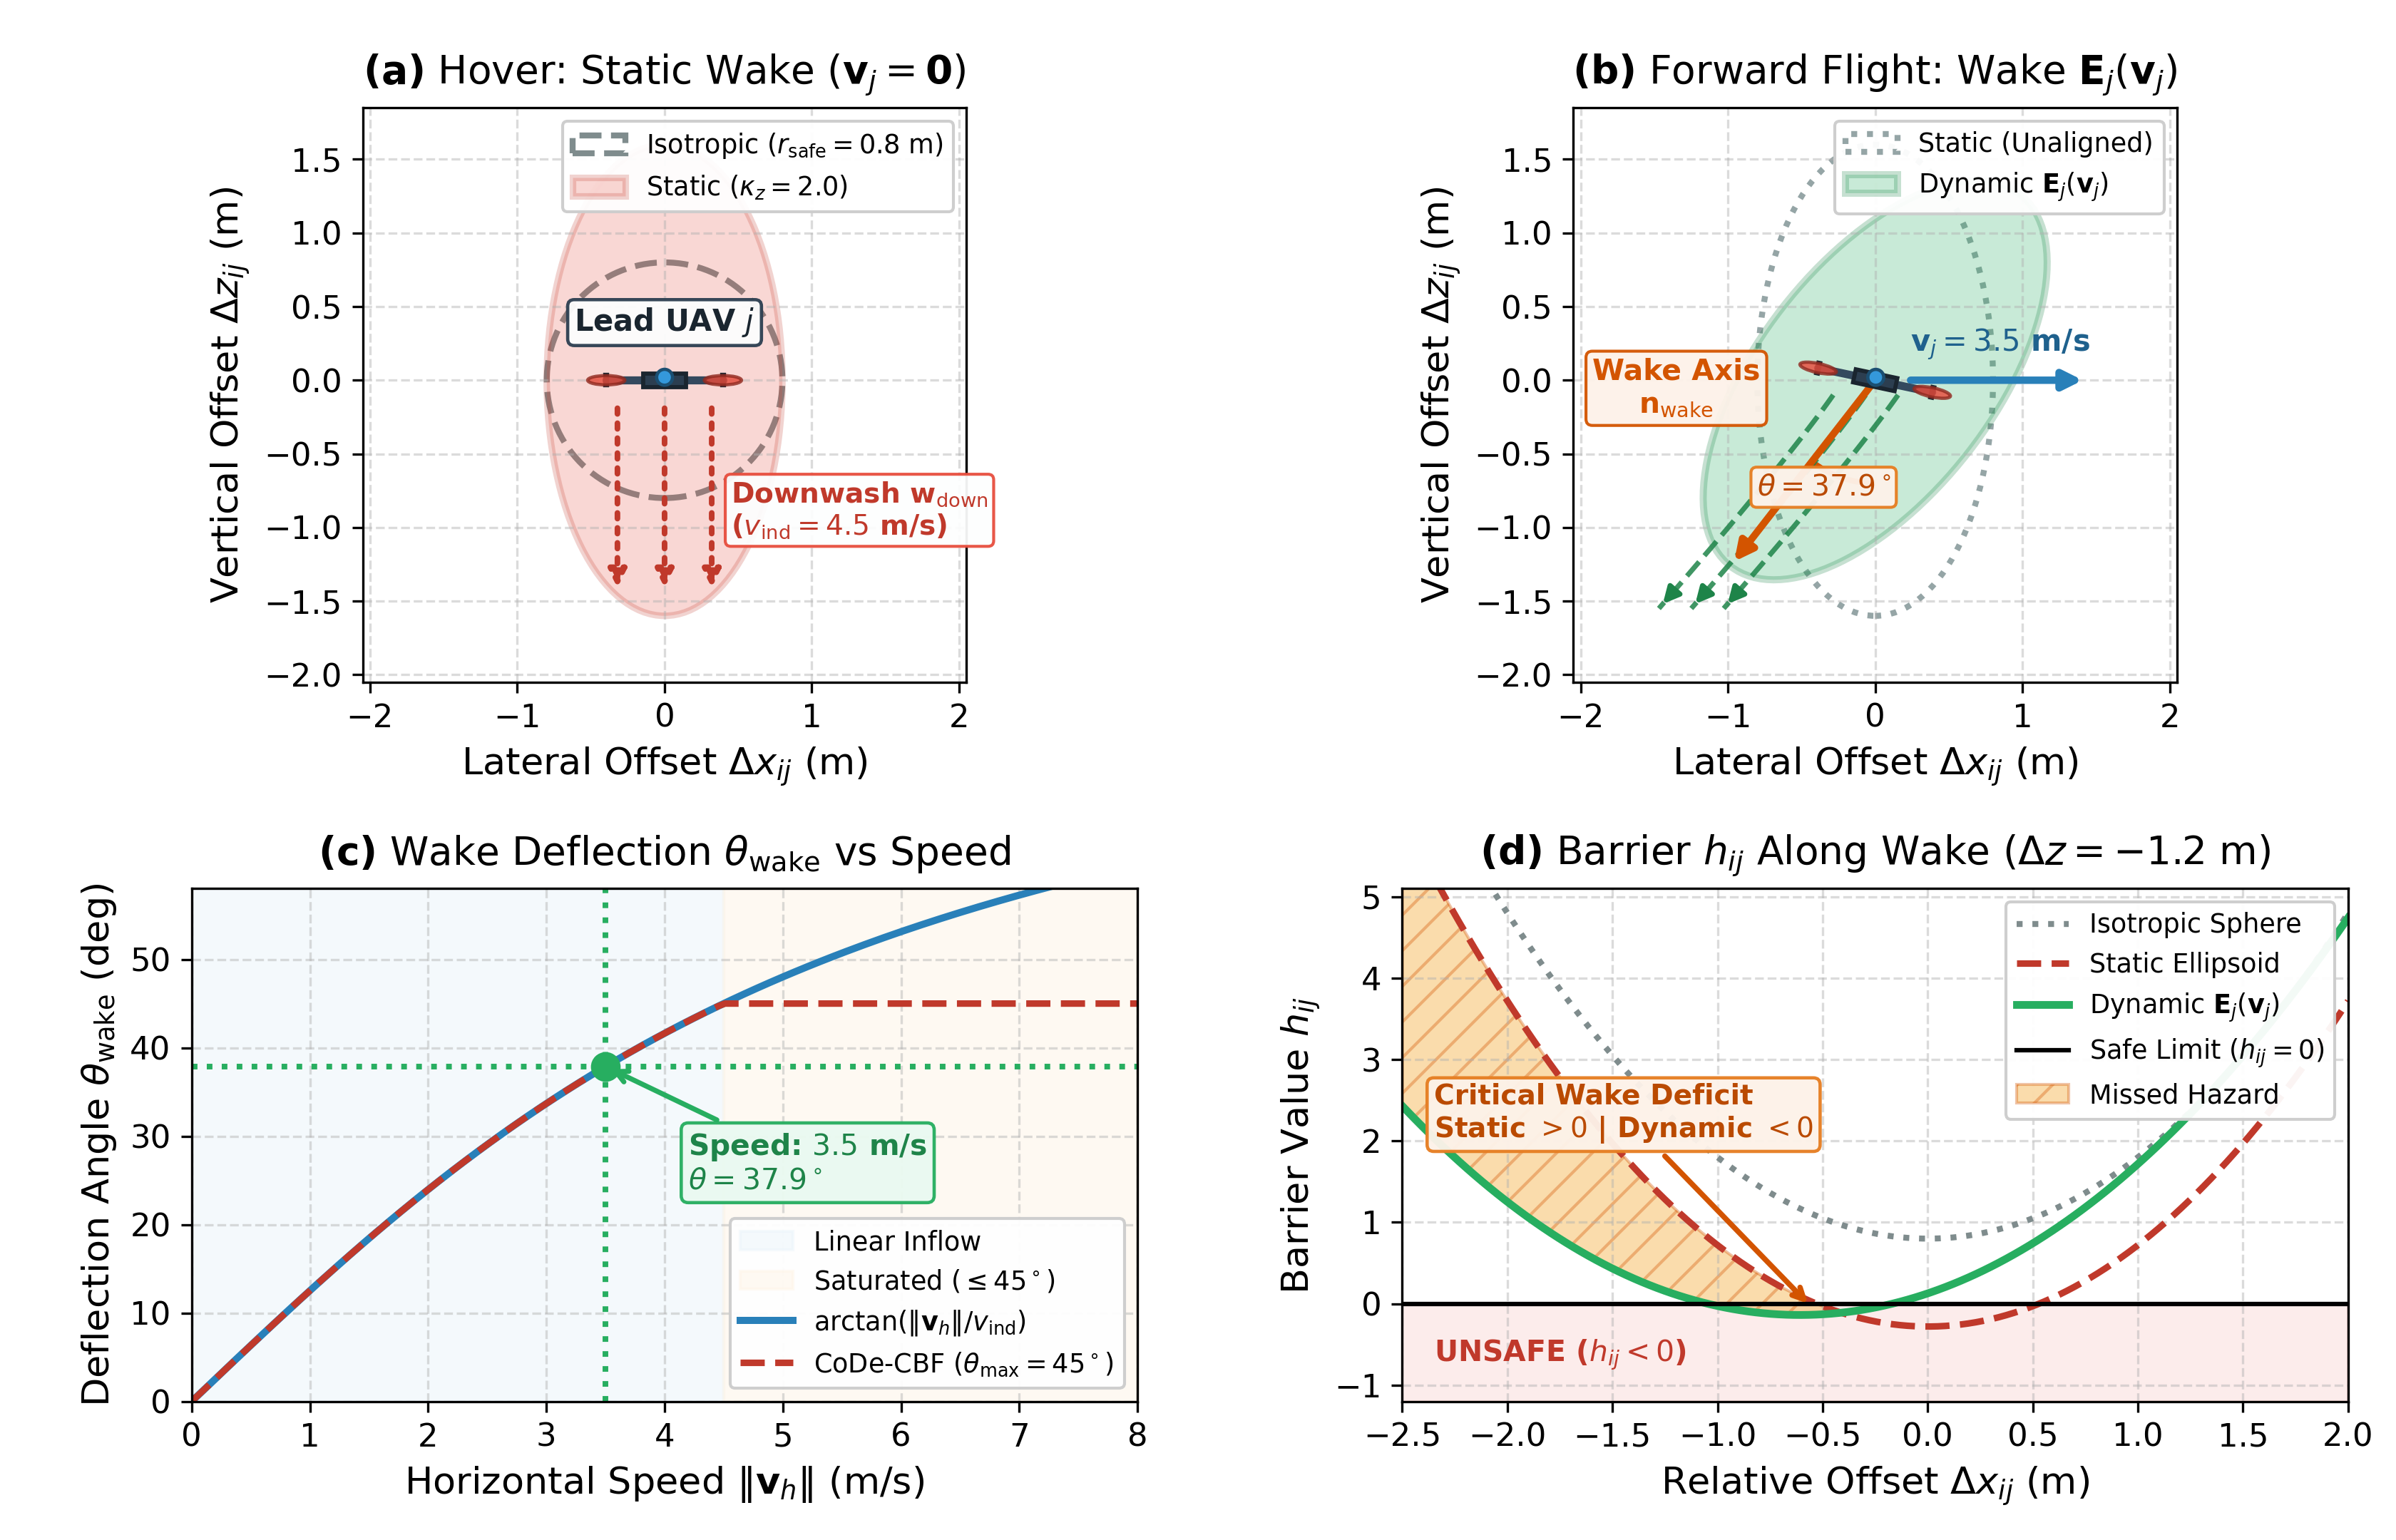 (a) Hover: Static Wake (v_j = 0)
Isotropic (r_safe = 0.8 m)
Static (κ_z = 2.0)
Lead UAV j
Downwash w_down
(v_ind = 4.5 m/s)
Vertical Offset Δz_ij (m)
1.5
1.0
0.5
0.0
−0.5
−1.0
−1.5
−2.0
−2
−1
0
1
2
Lateral Offset Δx_ij (m)
(b) Forward Flight: Wake E_j(v_j)
Static (Unaligned)
Dynamic E_j(v_j)
v_j = 3.5 m/s
Wake Axis
n_wake
θ = 37.9°
Vertical Offset Δz_ij (m)
1.5
1.0
0.5
0.0
−0.5
−1.0
−1.5
−2.0
−2
−1
0
1
2
Lateral Offset Δx_ij (m)
(c) Wake Deflection θ_wake vs Speed
Speed: 3.5 m/s
θ = 37.9°
Linear Inflow
Saturated (≤ 45°)
arctan(‖v_h‖/v_ind)
CoDe-CBF (θ_max = 45°)
Deflection Angle θ_wake (deg)
50
40
30
20
10
0
0
1
2
3
4
5
6
7
8
Horizontal Speed ‖v_h‖ (m/s)
(d) Barrier h_ij Along Wake (Δz = −1.2 m)
Isotropic Sphere
Static Ellipsoid
Dynamic E_j(v_j)
Safe Limit (h_ij = 0)
Missed Hazard
Critical Wake Deficit
Static > 0 | Dynamic < 0
UNSAFE (h_ij < 0)
Barrier Value h_ij
5
4
3
2
1
0
−1
−2.5
−2.0
−1.5
−1.0
−0.5
0.0
0.5
1.0
1.5
2.0
Relative Offset Δx_ij (m)